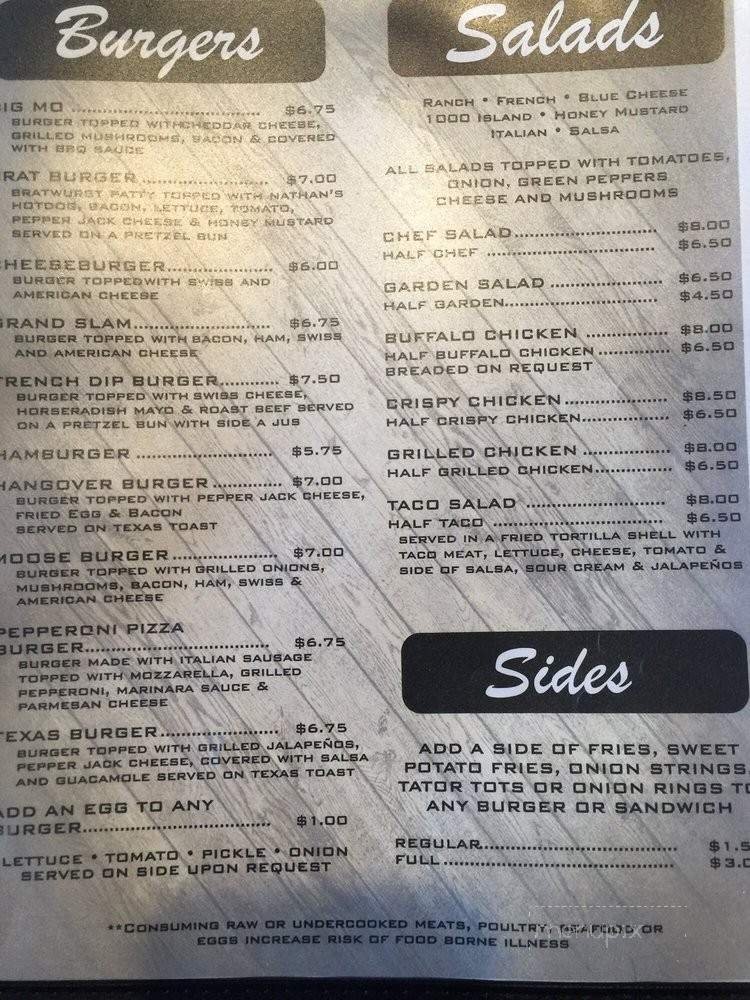 Burgers
IG MO ........ $6.75
BURGER TOPPED WITHCHEDDAR CHEESE,
GRILLED MUSHROOMS, BACON & COVERED
WITH BBQ SAUCE
RAT BURGER ........ $7.00
BRATWURST PATTY TOPPED WITH NATHAN'S
HOTDOG, BACON, LETTUCE, TOMATO,
PEPPER JACK CHEESE & HONEY MUSTARD
SERVED ON A PRETZEL BUN
HEESEBURGER........ $6.00
BURGER TOPPEDWITH SWISS AND
AMERICAN CHEESE
RAND SLAM........ $6.75
BURGER TOPPED WITH BACON, HAM, SWISS
AND AMERICAN CHEESE
RENCH DIP BURGER........ $7.50
BURGER TOPPED WITH SWISS CHEESE,
HORSERADISH MAYO & ROAST BEEF SERVED
ON A PRETZEL BUN WITH SIDE A JUS
HAMBURGER ........ $5.75
HANGOVER BURGER........ $7.00
BURGER TOPPED WITH PEPPER JACK CHEESE,
FRIED EGG & BACON
SERVED ON TEXAS TOAST
MOOSE BURGER........ $7.00
BURGER TOPPED WITH GRILLED ONIONS,
MUSHROOMS, BACON, HAM, SWISS &
AMERICAN CHEESE
PEPPERONI PIZZA
BURGER........ $6.75
BURGER MADE WITH ITALIAN SAUSAGE
TOPPED WITH MOZZARELLA, GRILLED
PEPPERONI, MARINARA SAUCE &
PARMESAN CHEESE
TEXAS BURGER........ $6.75
BURGER TOPPED WITH GRILLED JALAPEÑOS,
PEPPER JACK CHEESE, COVERED WITH SALSA
AND GUACAMOLE SERVED ON TEXAS TOAST
ADD AN EGG TO ANY
BURGER........ $1.00
LETTUCE • TOMATO • PICKLE • ONION
SERVED ON SIDE UPON REQUEST
Salads
RANCH • FRENCH • BLUE CHEESE
1000 ISLAND • HONEY MUSTARD
ITALIAN • SALSA
ALL SALADS TOPPED WITH TOMATOES,
ONION, GREEN PEPPERS
CHEESE AND MUSHROOMS
CHEF SALAD........ $8.00
HALF CHEF ........ $6.50
GARDEN SALAD ........ $6.50
HALF GARDEN........ $4.50
BUFFALO CHICKEN ........ $8.00
HALF BUFFALO CHICKEN ........ $6.50
BREADED ON REQUEST
CRISPY CHICKEN........ $8.50
HALF CRISPY CHICKEN........ $6.50
GRILLED CHICKEN ........ $8.00
HALF GRILLED CHICKEN........ $6.50
TACO SALAD ........ $8.00
HALF TACO ........ $6.50
SERVED IN A FRIED TORTILLA SHELL WITH
TACO MEAT, LETTUCE, CHEESE, TOMATO &
SIDE OF SALSA, SOUR CREAM & JALAPEÑOS
Sides
ADD A SIDE OF FRIES, SWEET
POTATO FRIES, ONION STRINGS,
TATOR TOTS OR ONION RINGS TO
ANY BURGER OR SANDWICH
REGULAR........ $1.5
FULL ........ $3.0
**CONSUMING RAW OR UNDERCOOKED MEATS, POULTRY, SEAFOOD OR
EGGS INCREASE RISK OF FOOD BORNE ILLNESS
menupix